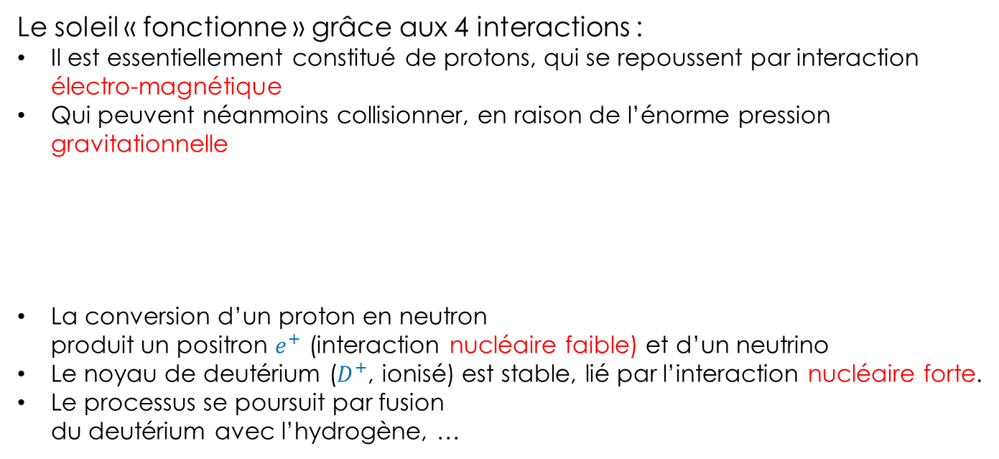 Le soleil « fonctionne » grâce aux 4 interactions :
• Il est essentiellement constitué de protons, qui se repoussent par interaction
électro-magnétique
• Qui peuvent néanmoins collisionner, en raison de l’énorme pression
gravitationnelle
• La conversion d’un proton en neutron
produit un positron e⁺ (interaction nucléaire faible) et d’un neutrino
• Le noyau de deutérium (D⁺, ionisé) est stable, lié par l’interaction nucléaire forte.
• Le processus se poursuit par fusion
du deutérium avec l’hydrogène, …